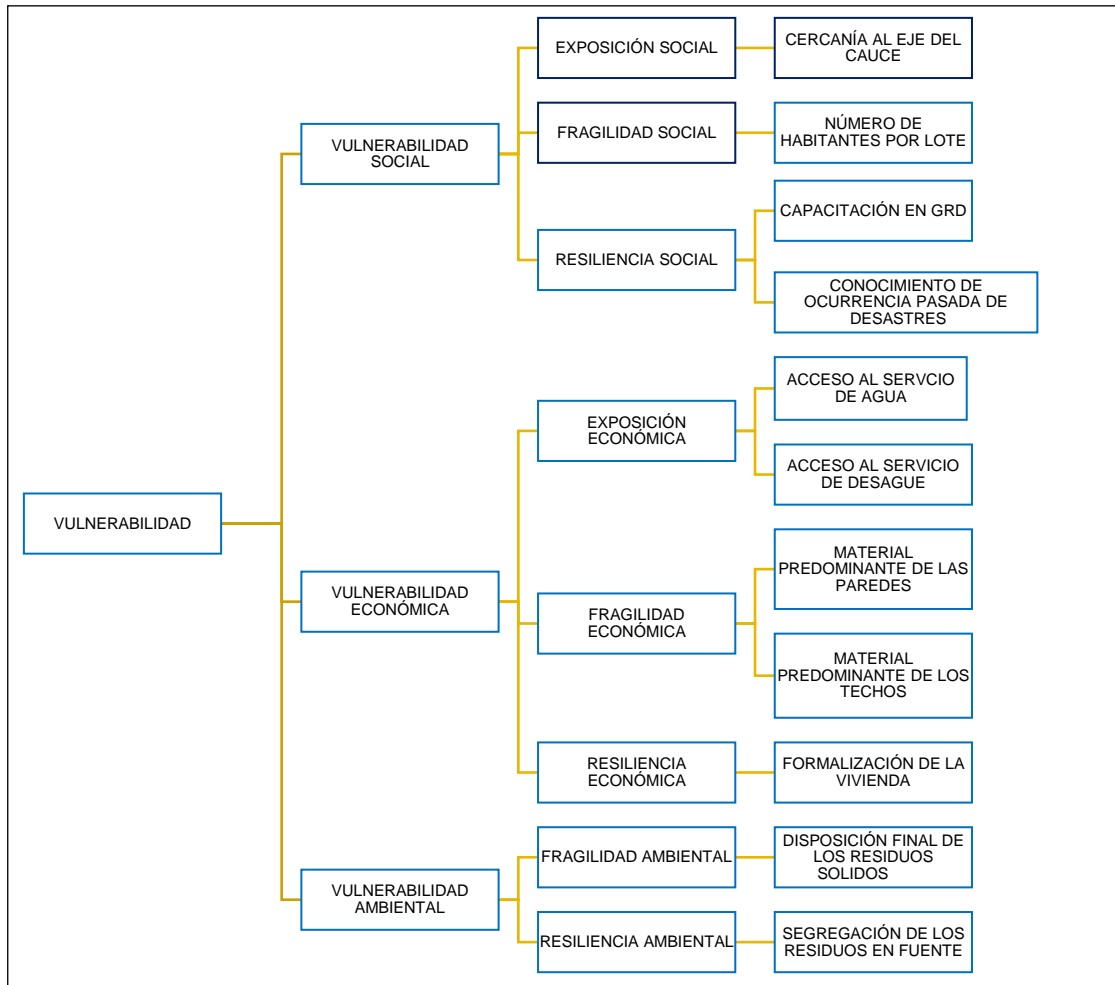 VULNERABILIDAD
VULNERABILIDAD
SOCIAL
EXPOSICIÓN SOCIAL
CERCANÍA AL EJE DEL
CAUCE
FRAGILIDAD SOCIAL
NÚMERO DE
HABITANTES POR LOTE
RESILIENCIA SOCIAL
CAPACITACIÓN EN GRD
CONOCIMIENTO DE
OCURRENCIA PASADA DE
DESASTRES
VULNERABILIDAD
ECONÓMICA
EXPOSICIÓN
ECONÓMICA
ACCESO AL SERVCIO
DE AGUA
ACCESO AL SERVICIO
DE DESAGUE
FRAGILIDAD
ECONÓMICA
MATERIAL
PREDOMINANTE DE LAS
PAREDES
MATERIAL
PREDOMINANTE DE LOS
TECHOS
RESILIENCIA
ECONÓMICA
FORMALIZACIÓN DE LA
VIVIENDA
VULNERABILIDAD
AMBIENTAL
FRAGILIDAD AMBIENTAL
DISPOSICIÓN FINAL DE
LOS RESIDUOS
SOLIDOS
RESILIENCIA AMBIENTAL
SEGREGACIÓN DE LOS
RESIDUOS EN FUENTE